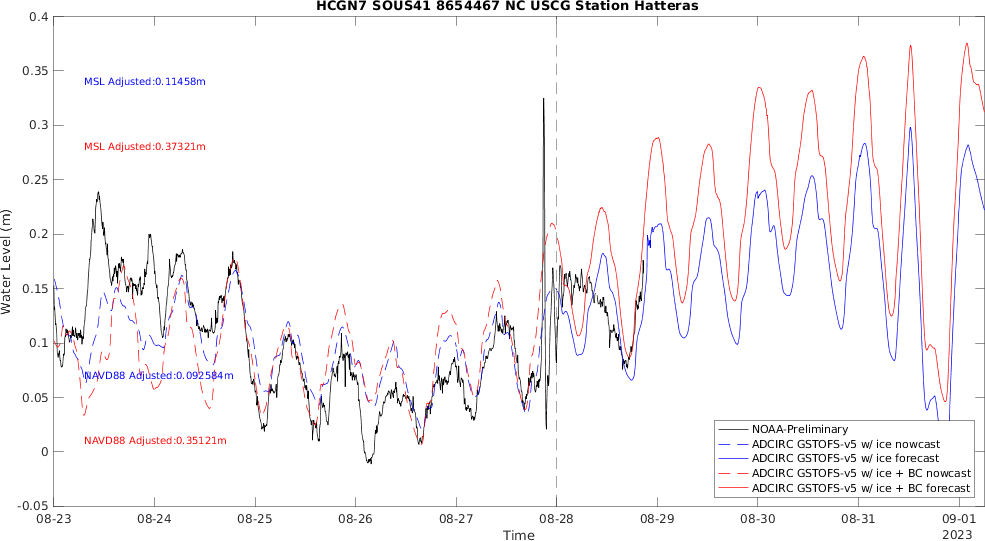 HCGN7 SOUS41 8654467 NC USCG Station Hatteras
0.4
0.35
0.3
0.25
0.2
0.15
0.1
0.05
0
-0.05
Water Level (m)
MSL Adjusted:0.11458m
MSL Adjusted:0.37321m
NAVD88 Adjusted:0.092584m
NAVD88 Adjusted:0.35121m
NOAA-Preliminary
ADCIRC GSTOFS-v5 w/ ice nowcast
ADCIRC GSTOFS-v5 w/ ice forecast
ADCIRC GSTOFS-v5 w/ ice + BC nowcast
ADCIRC GSTOFS-v5 w/ ice + BC forecast
08-23 08-24 08-25 08-26 08-27 08-28 08-29 08-30 08-31 09-01
Time
2023